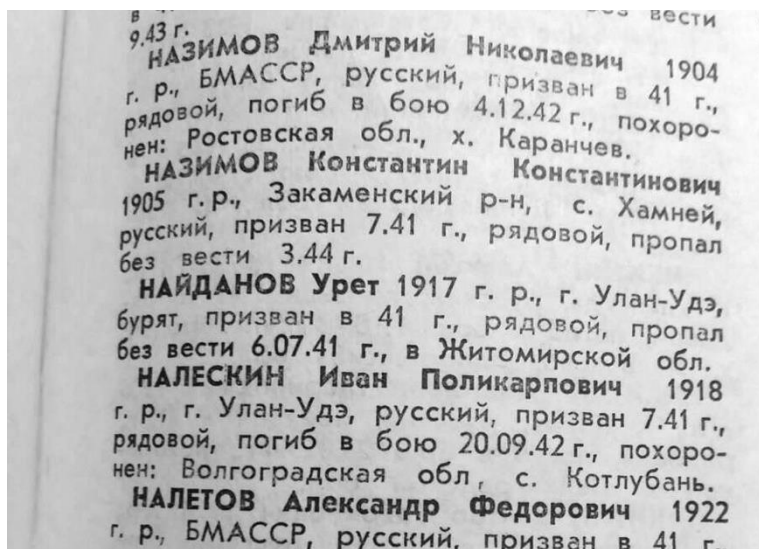 вести
9.43 г.
НАЗИМОВ Дмитрий Николаевич 1904
г. р., БМАССР, русский, призван в 41 г.,
рядовой, погиб в бою 4.12.42 г., похоро-
нен: Ростовская обл., х. Каранчев.
НАЗИМОВ Константин Константинович
1905 г. р., Закаменский р-н, с. Хамней,
русский, призван 7.41 г., рядовой, пропал
без вести 3.44 г.
НАЙДАНОВ Урет 1917 г. р., г. Улан-Удэ,
бурят, призван в 41 г., рядовой, пропал
без вести 6.07.41 г., в Житомирской обл.
НАЛЕСКИН Иван Поликарпович 1918
г. р., г. Улан-Удэ, русский, призван 7.41 г.,
рядовой, погиб в бою 20.09.42 г., похоро-
нен: Волгоградская обл, с. Котлубань.
НАЛЕТОВ Александр Федорович 1922
г. р., БМАССР, русский, призван в 41 г.